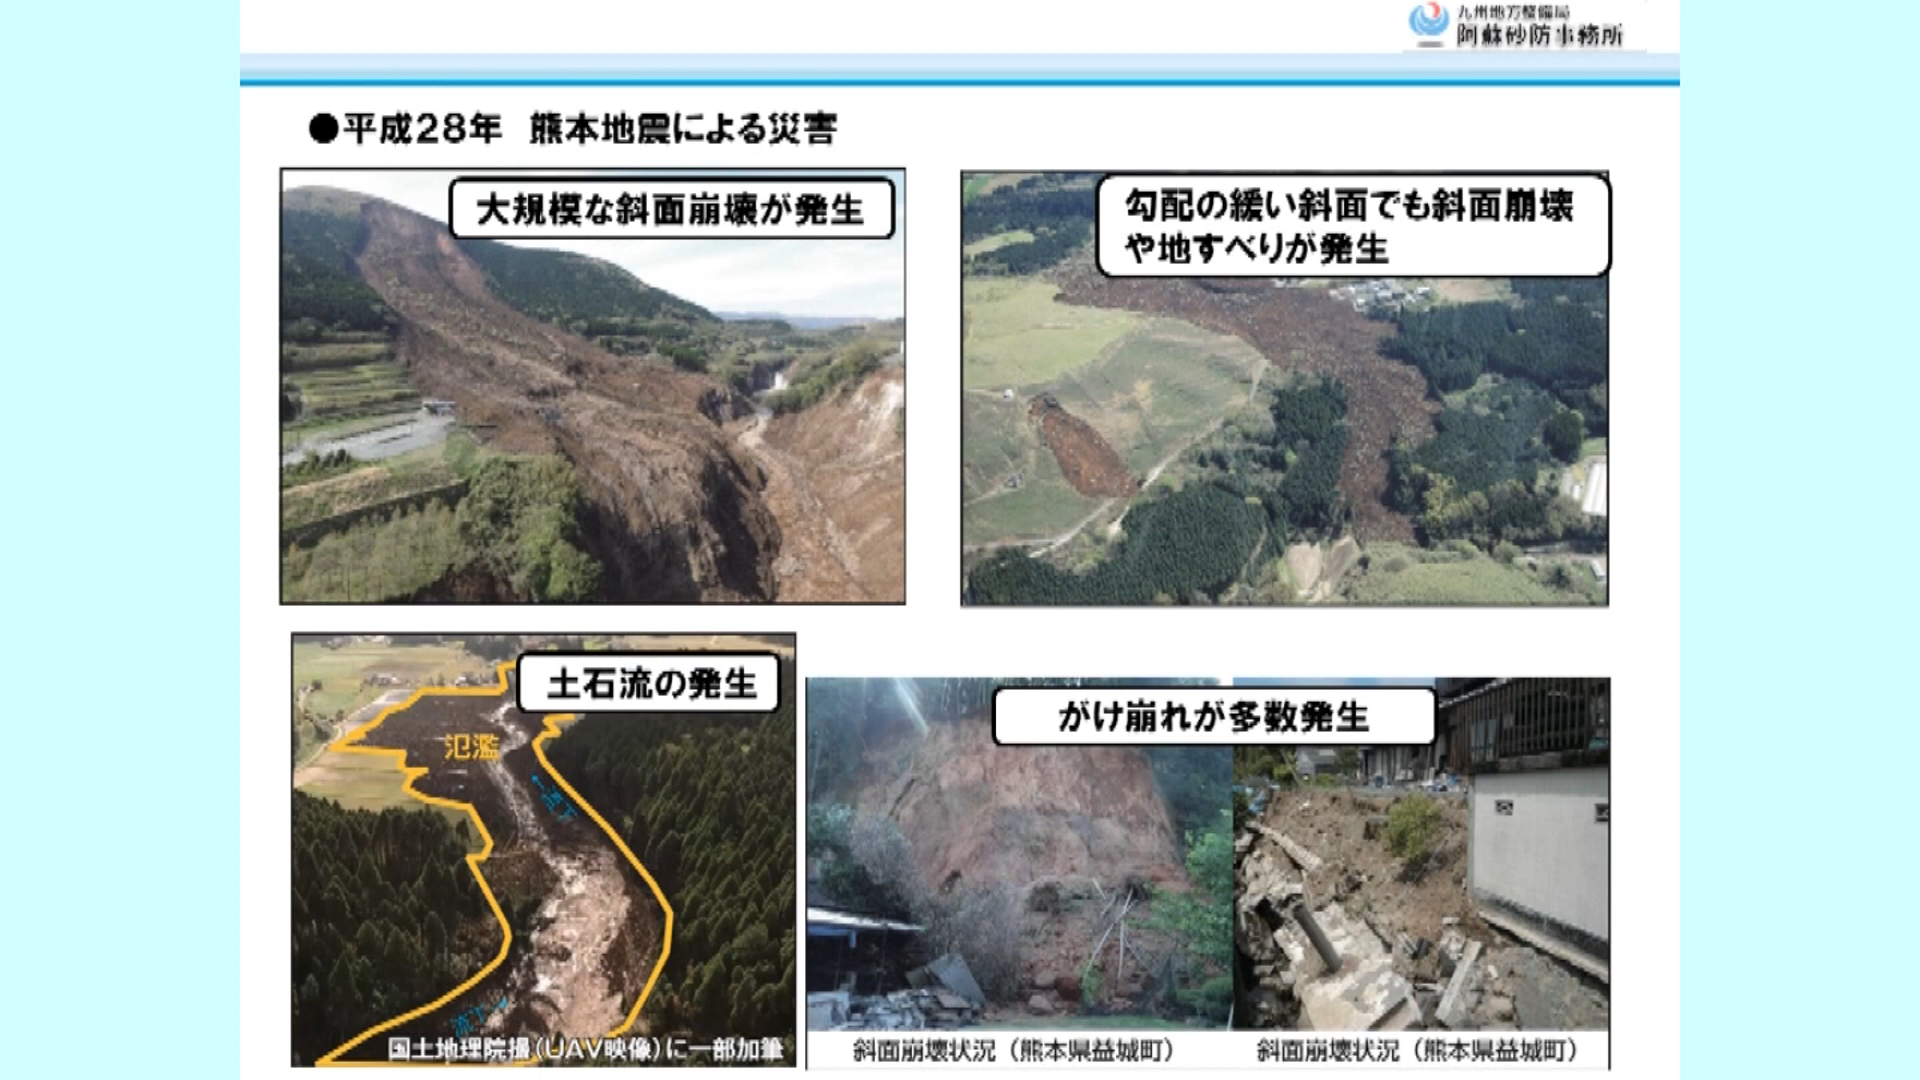 九州地方整備局
阿蘇砂防事務所
●平成28年 熊本地震による災害
大規模な斜面崩壊が発生
勾配の緩い斜面でも斜面崩壊
や地すべりが発生
土石流の発生
がけ崩れが多数発生
氾濫
流下
流下
国土地理院撮(UAV映像)に一部加筆
斜面崩壊状況(熊本県益城町)
斜面崩壊状況(熊本県益城町)